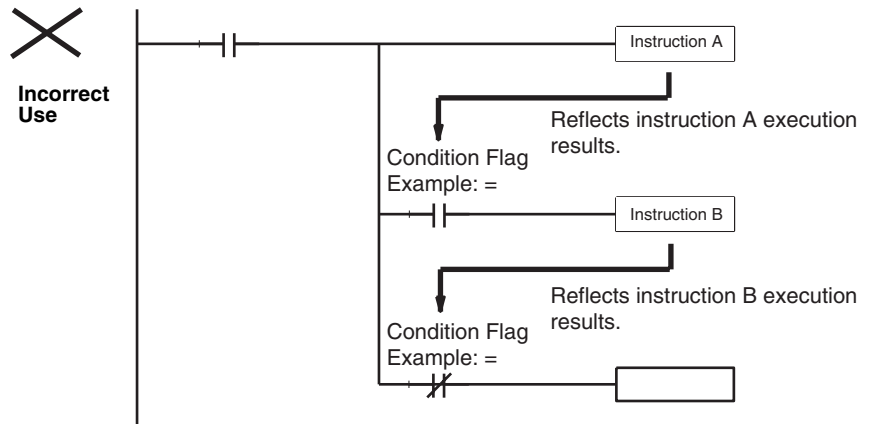 Instruction A
Incorrect
Use
Reflects instruction A execution
results.
Condition Flag
Example: =
Instruction B
Reflects instruction B execution
results.
Condition Flag
Example: =